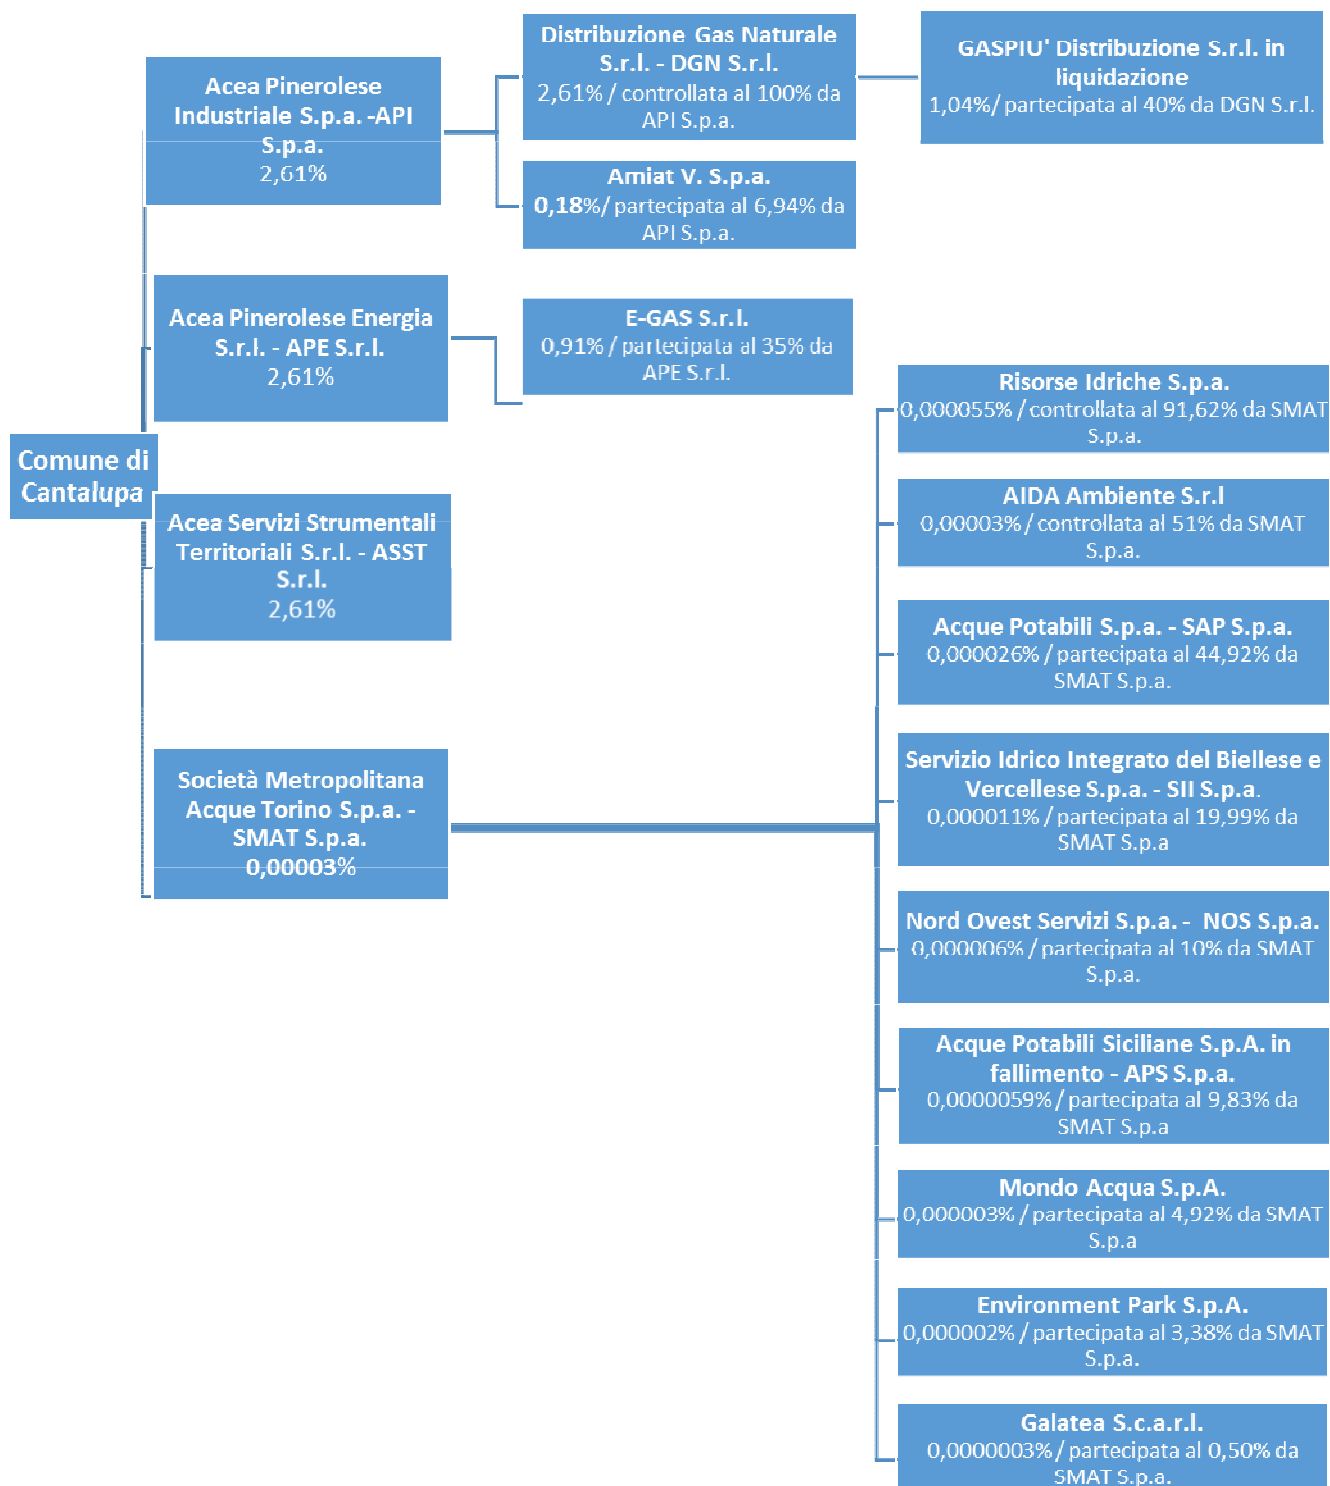 Comune di
Cantalupa
Acea Pinerolese
Industriale S.p.a. -API
S.p.a.
2,61%
Distribuzione Gas Naturale
S.r.l. - DGN S.r.l.
2,61% / controllata al 100% da
API S.p.a.
GASPIU' Distribuzione S.r.l. in
liquidazione
1,04%/ partecipata al 40% da DGN S.r.l.
Amiat V. S.p.a.
0,18%/ partecipata al 6,94% da
API S.p.a.
Acea Pinerolese Energia
S.r.l. - APE S.r.l.
2,61%
E-GAS S.r.l.
0,91% / partecipata al 35% da
APE S.r.l.
Acea Servizi Strumentali
Territoriali S.r.l. - ASST
S.r.l.
2,61%
Società Metropolitana
Acque Torino S.p.a. -
SMAT S.p.a.
0,00003%
Risorse Idriche S.p.a.
0,000055% / controllata al 91,62% da SMAT
S.p.a.
AIDA Ambiente S.r.l
0,00003% / controllata al 51% da SMAT
S.p.a.
Acque Potabili S.p.a. - SAP S.p.a.
0,000026% / partecipata al 44,92% da
SMAT S.p.a.
Servizio Idrico Integrato del Biellese e
Vercellese S.p.a. - SII S.p.a.
0,000011% / partecipata al 19,99% da
SMAT S.p.a
Nord Ovest Servizi S.p.a. - NOS S.p.a.
0,000006% / partecipata al 10% da SMAT
S.p.a.
Acque Potabili Siciliane S.p.A. in
fallimento - APS S.p.a.
0,0000059% / partecipata al 9,83% da
SMAT S.p.a
Mondo Acqua S.p.A.
0,000003% / partecipata al 4,92% da SMAT
S.p.a
Environment Park S.p.A.
0,000002% / partecipata al 3,38% da SMAT
S.p.a.
Galatea S.c.a.r.l.
0,0000003% / partecipata al 0,50% da
SMAT S.p.a.